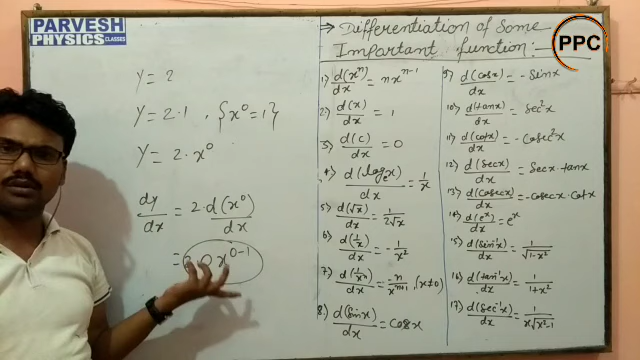 PARVESH
PHYSICS CLASSES
y = 2
y = 2·1 , {x⁰ = 1}
y = 2·x⁰
dy/dx = 2·d(x⁰)/dx
= 2·0 x⁰⁻¹
⇒ Differentiation of Some
Important function:—
PPC
1) d(xⁿ)/dx = nxⁿ⁻¹
2) d(x)/dx = 1
3) d(c)/dx = 0
4) d(logₑx)/dx = 1/x
5) d(√x)/dx = 1/2√x
6) d(1/x)/dx = -1/x²
7) d(1/xⁿ)/dx = -n/xⁿ⁺¹, (x≠0)
8) d(sinx)/dx = cosx
9) d(cosx)/dx = -Sinx
10) d(tanx)/dx = Sec²x
11) d(cotx)/dx = -Cosec²x
12) d(Secx)/dx = Secx·tanx
13) d(cosecx)/dx = -cosecx·Cotx
14) d(eˣ)/dx = eˣ
15) d(sin⁻¹x)/dx = 1/√1-x²
16) d(tan⁻¹x)/dx = 1/1+x²
17) d(sec⁻¹x)/dx = 1/x√x²-1